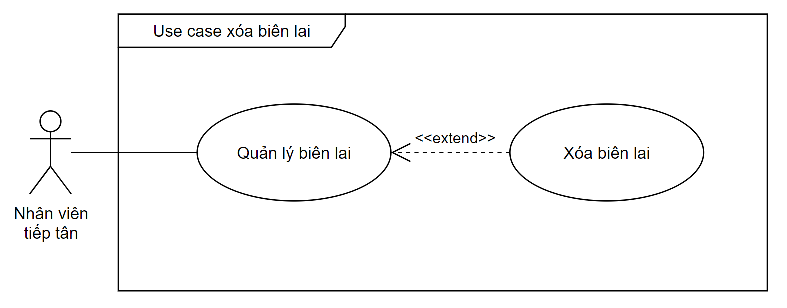 Use case xóa biên lai
Quản lý biên lai
<<extend>>
Xóa biên lai
Nhân viên
tiếp tân